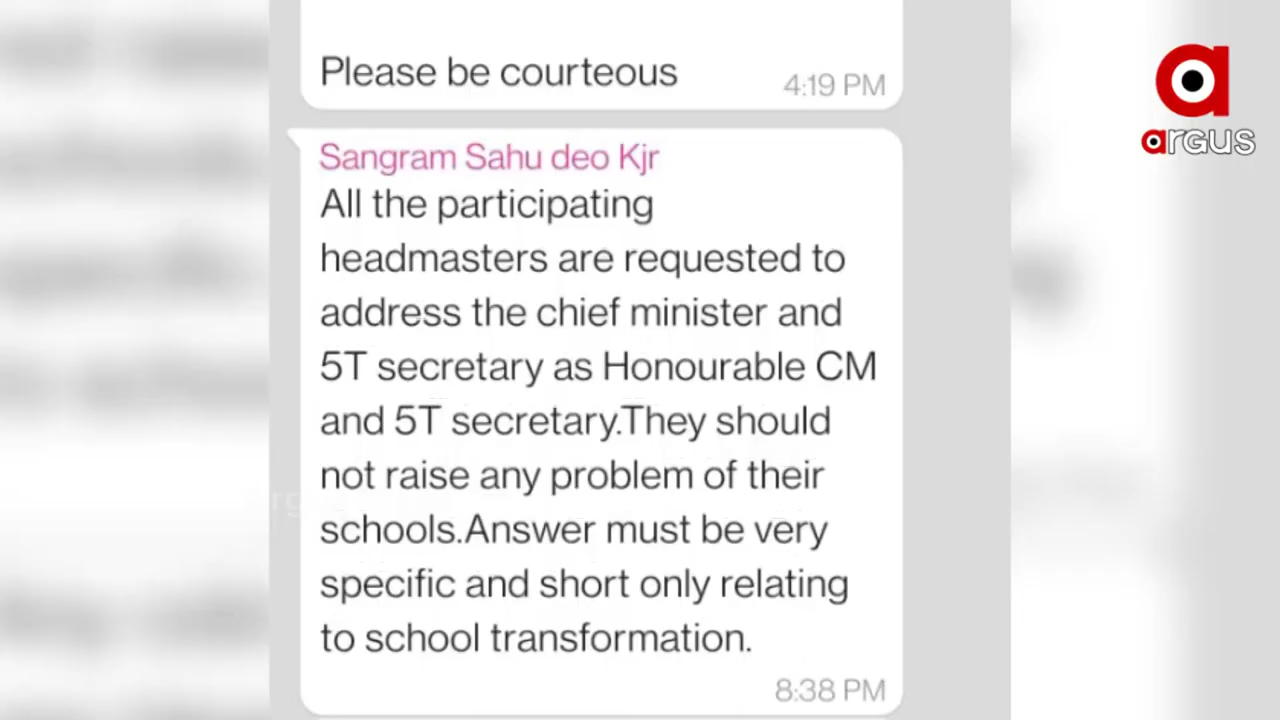 Please be courteous
4:19 PM
argus
Sangram Sahu deo Kjr
All the participating
headmasters are requested to
address the chief minister and
5T secretary as Honourable CM
and 5T secretary.They should
not raise any problem of their
schools.Answer must be very
specific and short only relating
to school transformation.
8:38 PM